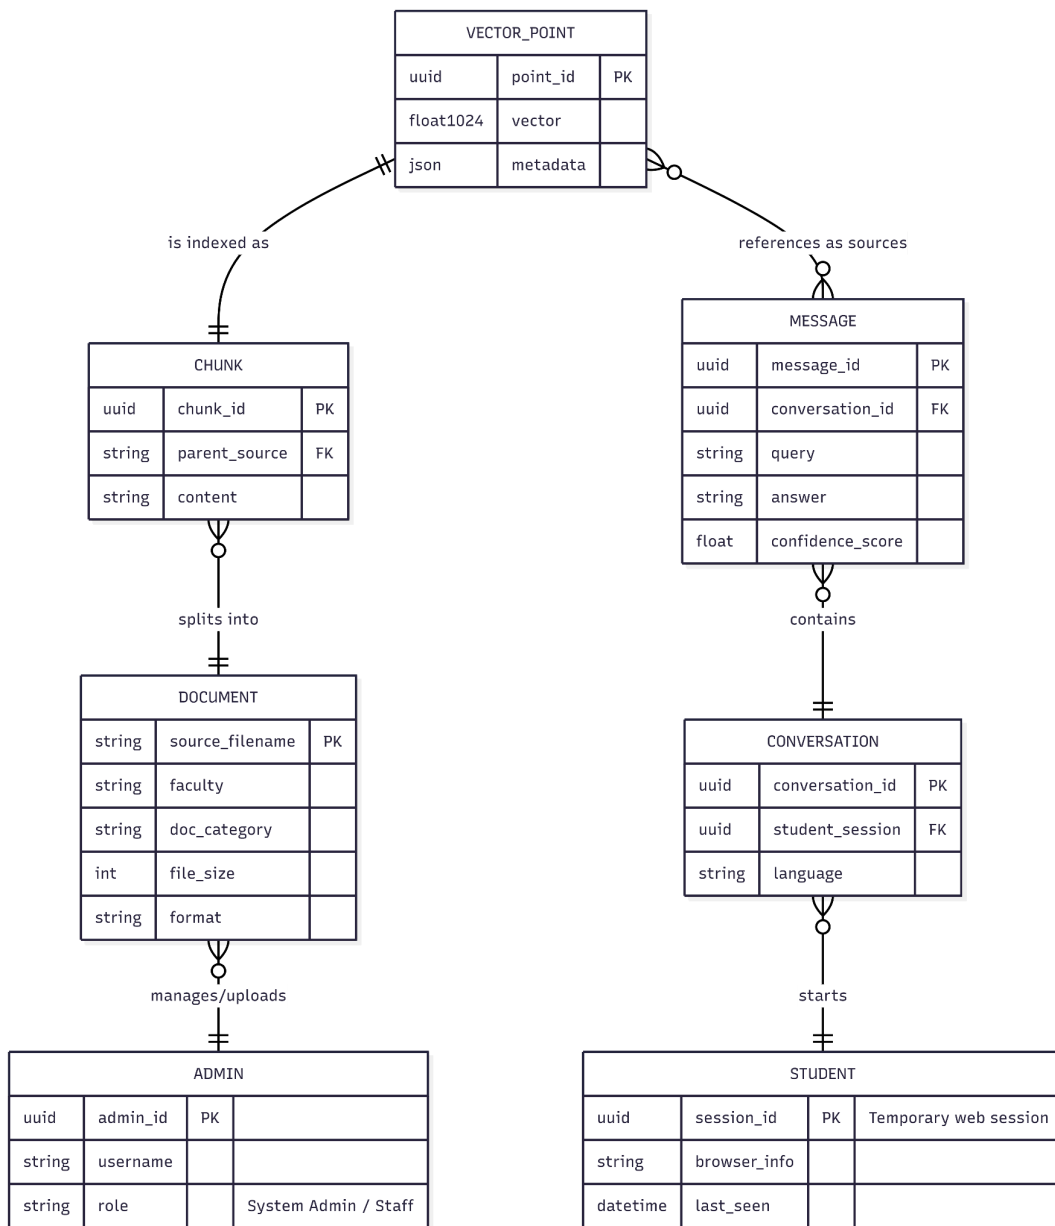 VECTOR_POINT
uuid point_id PK
float1024 vector
json metadata
is indexed as
references as sources
CHUNK
uuid chunk_id PK
string parent_source FK
string content
MESSAGE
uuid message_id PK
uuid conversation_id FK
string query
string answer
float confidence_score
splits into
contains
DOCUMENT
string source_filename PK
string faculty
string doc_category
int file_size
string format
CONVERSATION
uuid conversation_id PK
uuid student_session FK
string language
manages/uploads
starts
ADMIN
uuid admin_id PK
string username
string role System Admin / Staff
STUDENT
uuid session_id PK Temporary web session
string browser_info
datetime last_seen